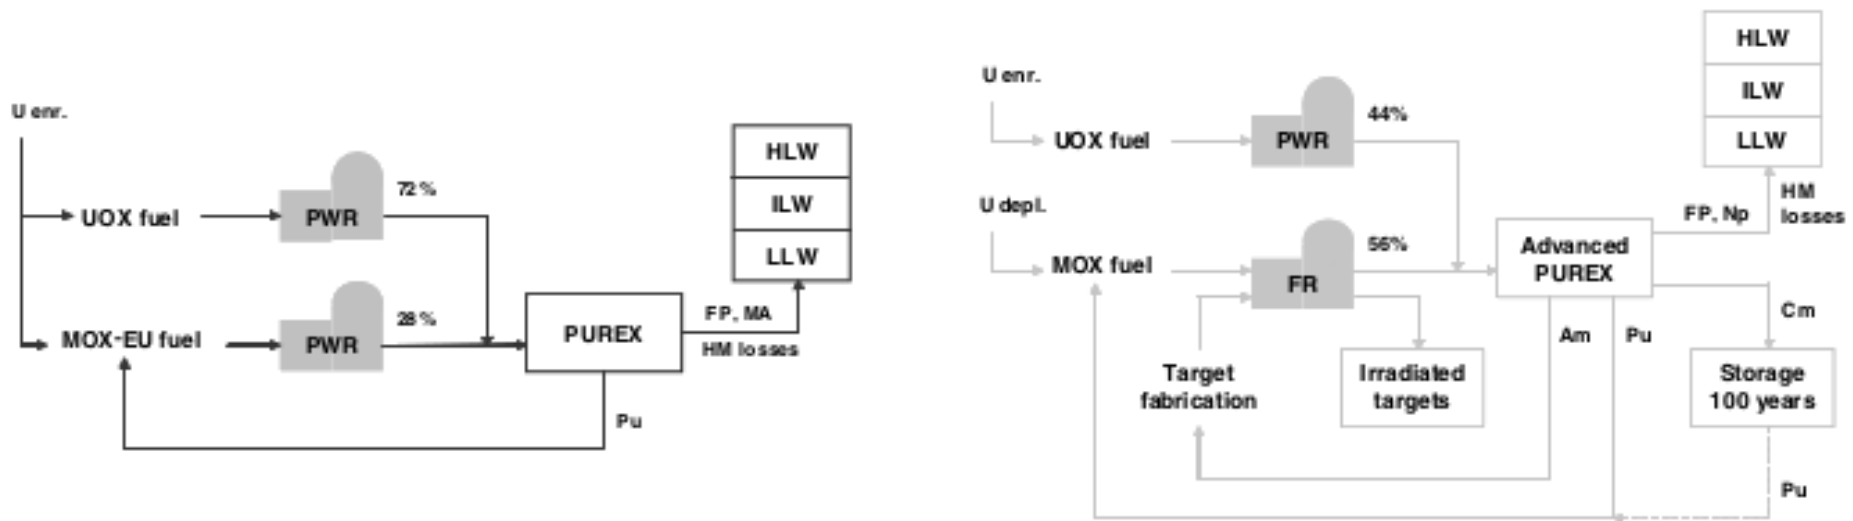 U enr.
UOX fuel
PWR
72%
MOX-EU fuel
PWR
28%
PUREX
FP, MA
HM losses
HLW
ILW
LLW
Pu
U enr.
UOX fuel
PWR
44%
U depl.
MOX fuel
FR
56%
Advanced
PUREX
FP, Np
HM
losses
HLW
ILW
LLW
Cm
Am
Pu
Target
fabrication
Irradiated
targets
Storage
100 years
Pu